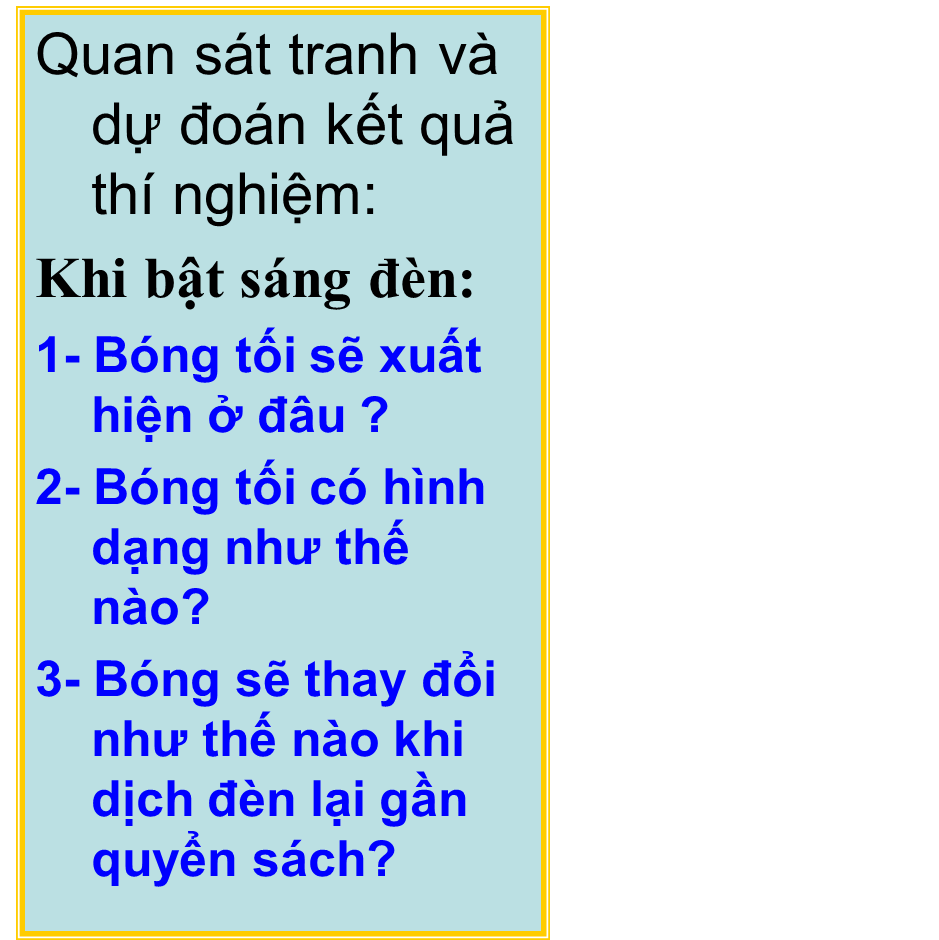 Quan sát tranh và
dự đoán kết quả
thí nghiệm:
Khi bật sáng đèn:
1- Bóng tối sẽ xuất
hiện ở đâu ?
2- Bóng tối có hình
dạng như thế
nào?
3- Bóng sẽ thay đổi
như thế nào khi
dịch đèn lại gần
quyển sách?